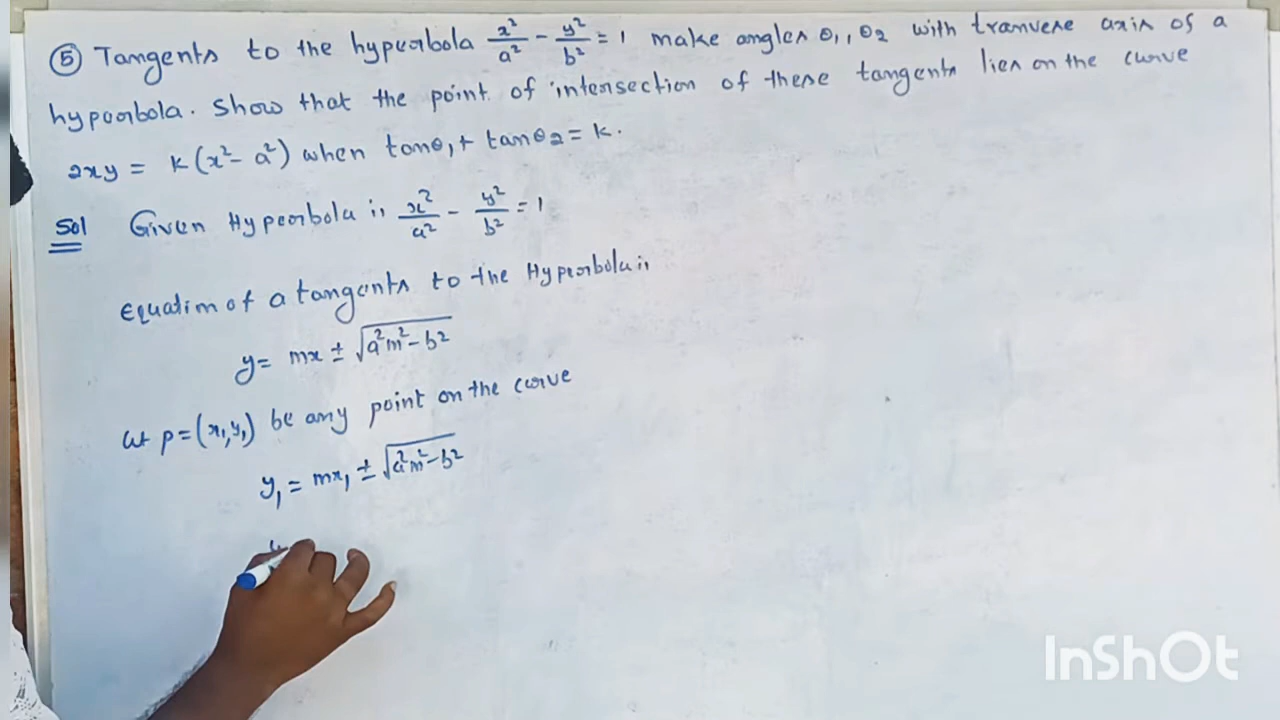 ⑤ Tangents to the hyperbola x²/a² - y²/b² = 1 make angles θ₁, θ₂ with tranvere axis of a
hyporbola. Show that the point of intersection of these tangents lies on the curve
2xy = k(x² - a²) when tanθ₁ + tanθ₂ = k.
Sol Given Hyperbola is x²/a² - y²/b² = 1
Equation of a tangents to the Hyperbola is
y = mx ± √(a²m² - b²)
let p = (x₁, y₁) be any point on the curve
y₁ = mx₁ ± √(a²m² - b²)
InShOt